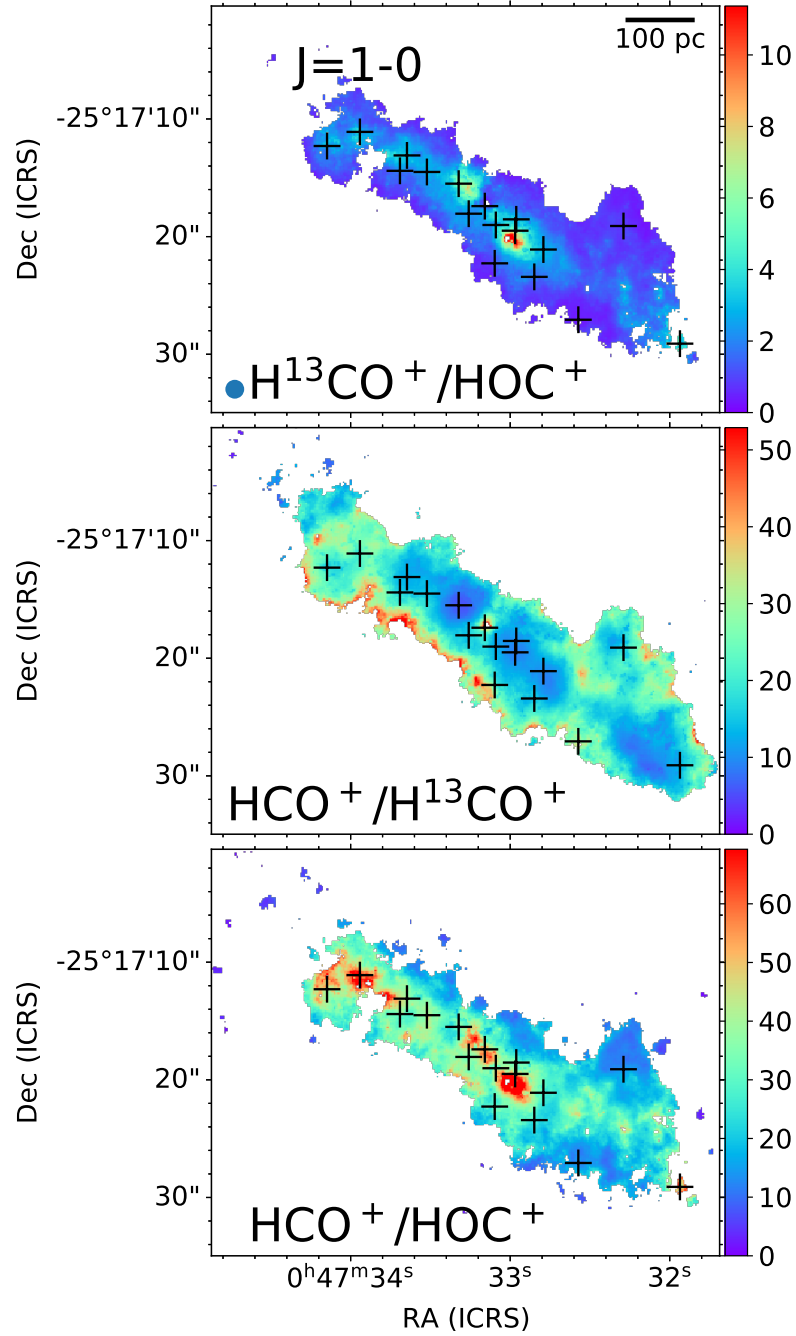 J=1-0
100 pc
10
8
6
4
2
0
-25°17'10"
20"
30"
Dec (ICRS)
H¹³CO⁺/HOC⁺
50
40
30
20
10
0
-25°17'10"
20"
30"
Dec (ICRS)
HCO⁺/H¹³CO⁺
60
50
40
30
20
10
0
-25°17'10"
20"
30"
Dec (ICRS)
HCO⁺/HOC⁺
0ʰ47ᵐ34ˢ 33ˢ 32ˢ
RA (ICRS)